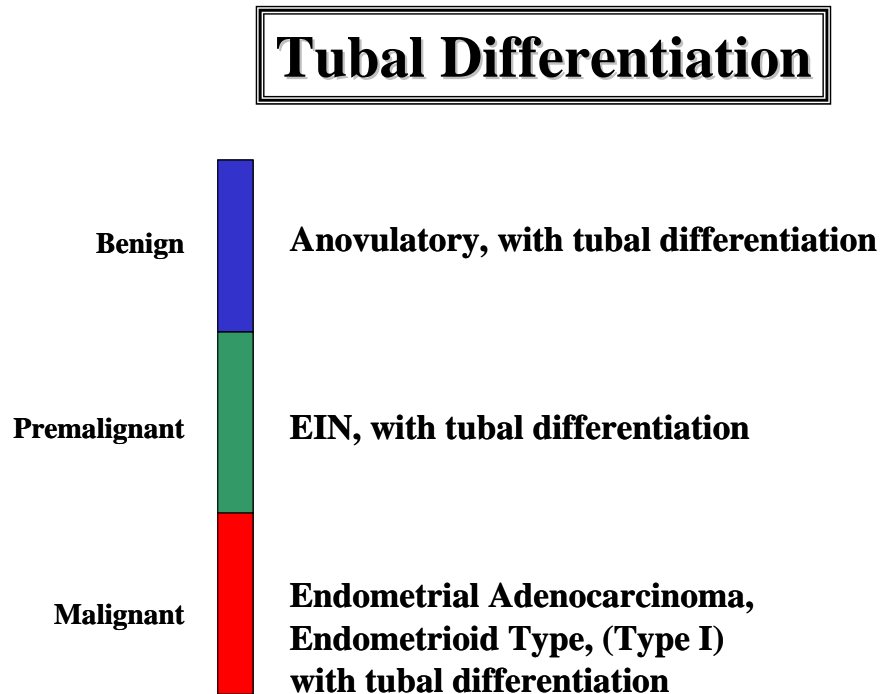 Tubal Differentiation
Benign
Anovulatory, with tubal differentiation
Premalignant
EIN, with tubal differentiation
Malignant
Endometrial Adenocarcinoma,
Endometrioid Type, (Type I)
with tubal differentiation